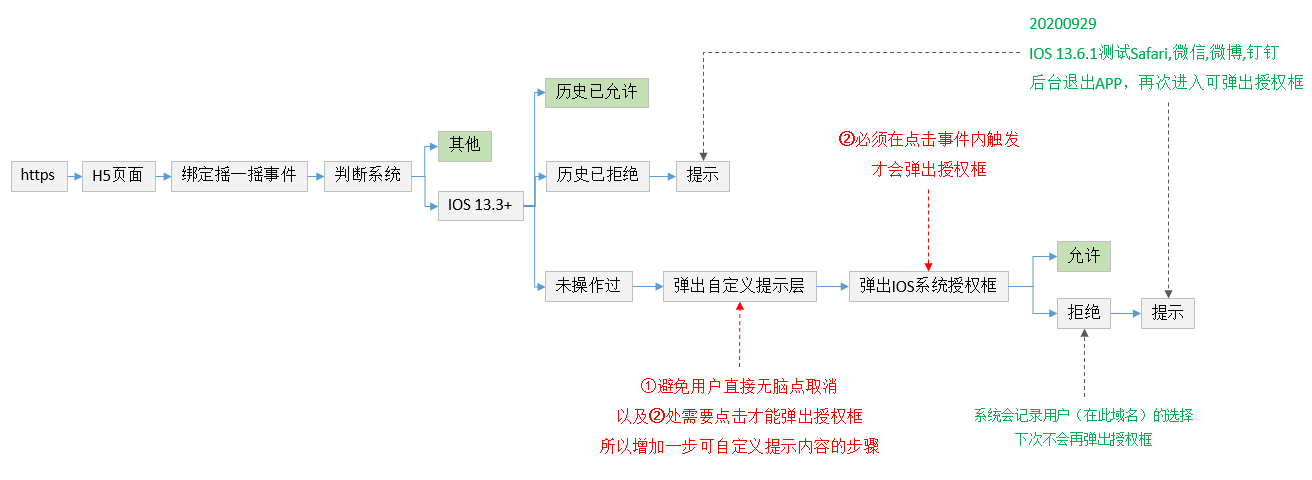 20200929
IOS 13.6.1测试Safari,微信,微博,钉钉
后台退出APP，再次进入可弹出授权框
历史已允许
其他
②必须在点击事件内触发
才会弹出授权框
https
H5页面
绑定摇一摇事件
判断系统
历史已拒绝
提示
IOS 13.3+
允许
未操作过
弹出自定义提示层
弹出IOS系统授权框
拒绝
提示
①避免用户直接无脑点取消
以及②处需要点击才能弹出授权框
所以增加一步可自定义提示内容的步骤
系统会记录用户（在此域名）的选择
下次不会再弹出授权框